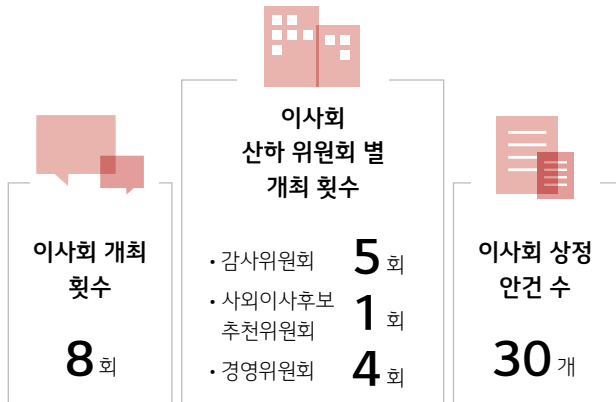 이사회 개최
횟수
8 회
이사회
산하 위원회 별
개최 횟수
• 감사위원회 5 회
• 사외이사후보
추천위원회 1 회
• 경영위원회 4 회
이사회 상정
안건 수
30 개